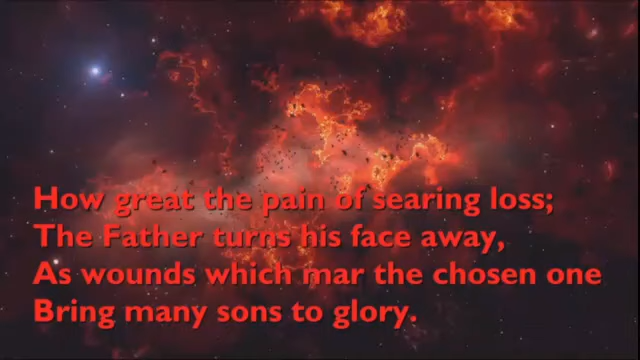 How great the pain of searing loss;
The Father turns his face away,
As wounds which mar the chosen one
Bring many sons to glory.